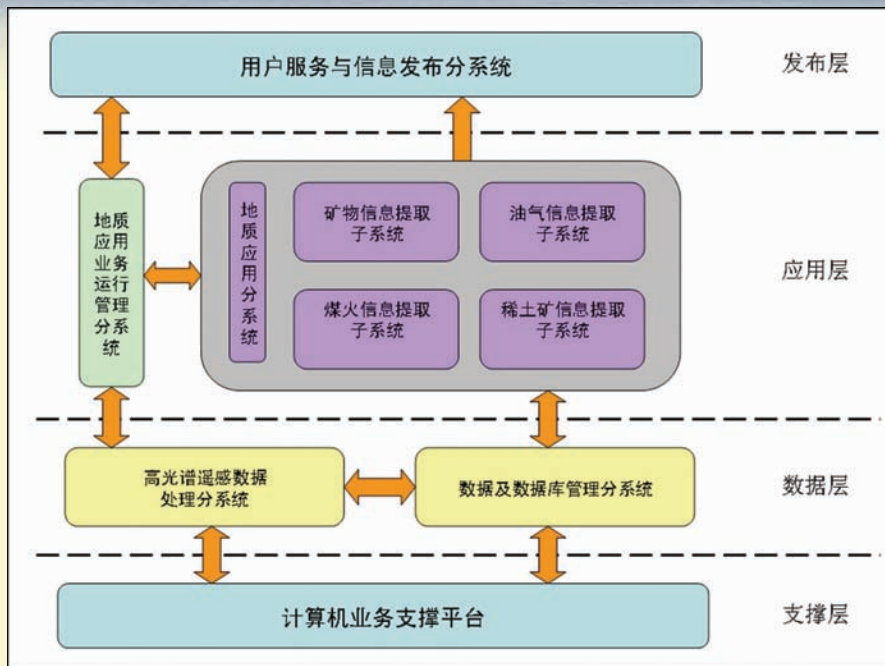 用户服务与信息发布分系统
发布层
地质
应用
业务
运行
管理
分系
统
地质应用分系统
矿物信息提取
子系统
油气信息提取
子系统
煤火信息提取
子系统
稀土矿信息提取
子系统
应用层
高光谱遥感数据
处理分系统
数据及数据库管理分系统
数据层
计算机业务支撑平台
支撑层